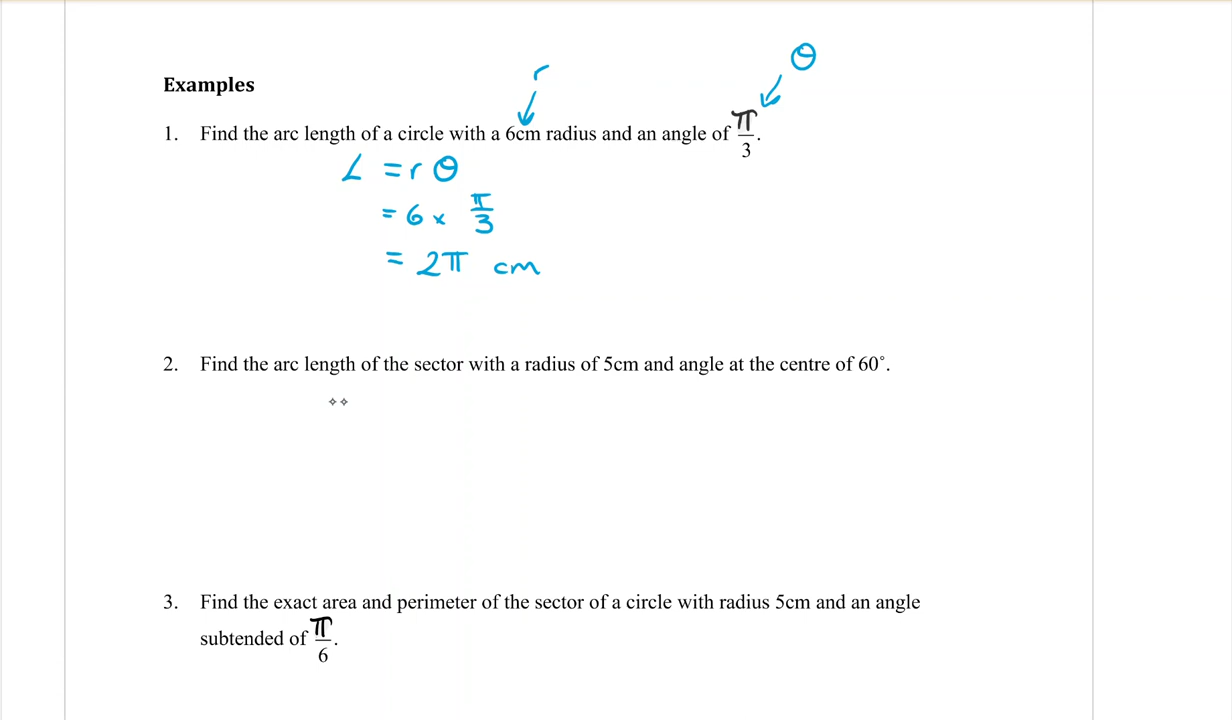 r
θ
Examples
1. Find the arc length of a circle with a 6cm radius and an angle of π/3.
L = r θ
= 6 × π/3
= 2π cm
2. Find the arc length of the sector with a radius of 5cm and angle at the centre of 60°.
3. Find the exact area and perimeter of the sector of a circle with radius 5cm and an angle
subtended of π/6.